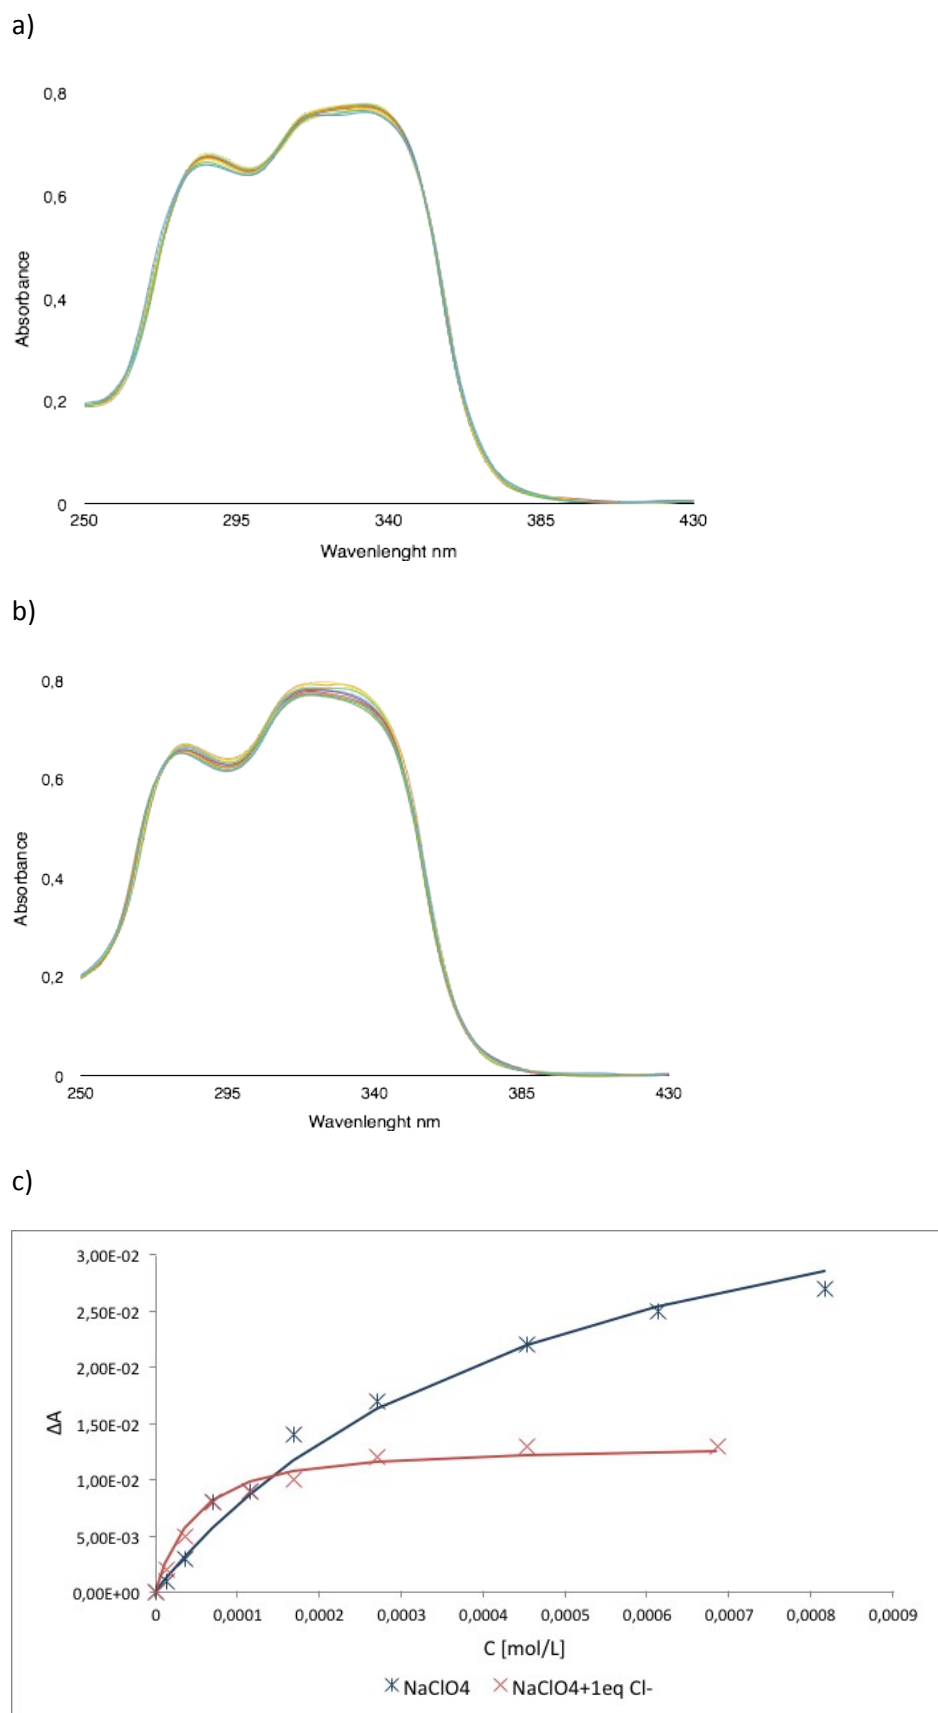 a)
0,8
0,6
0,4
0,2
0
Absorbance
250 295 340 385 430
Wavenlenght nm
b)
0,8
0,6
0,4
0,2
0
Absorbance
250 295 340 385 430
Wavenlenght nm
c)
3,00E-02
2,50E-02
2,00E-02
1,50E-02
1,00E-02
5,00E-03
0,00E+00
ΔA
0 0,0001 0,0002 0,0003 0,0004 0,0005 0,0006 0,0007 0,0008 0,0009
C [mol/L]
NaClO4 NaClO4+1eq Cl-